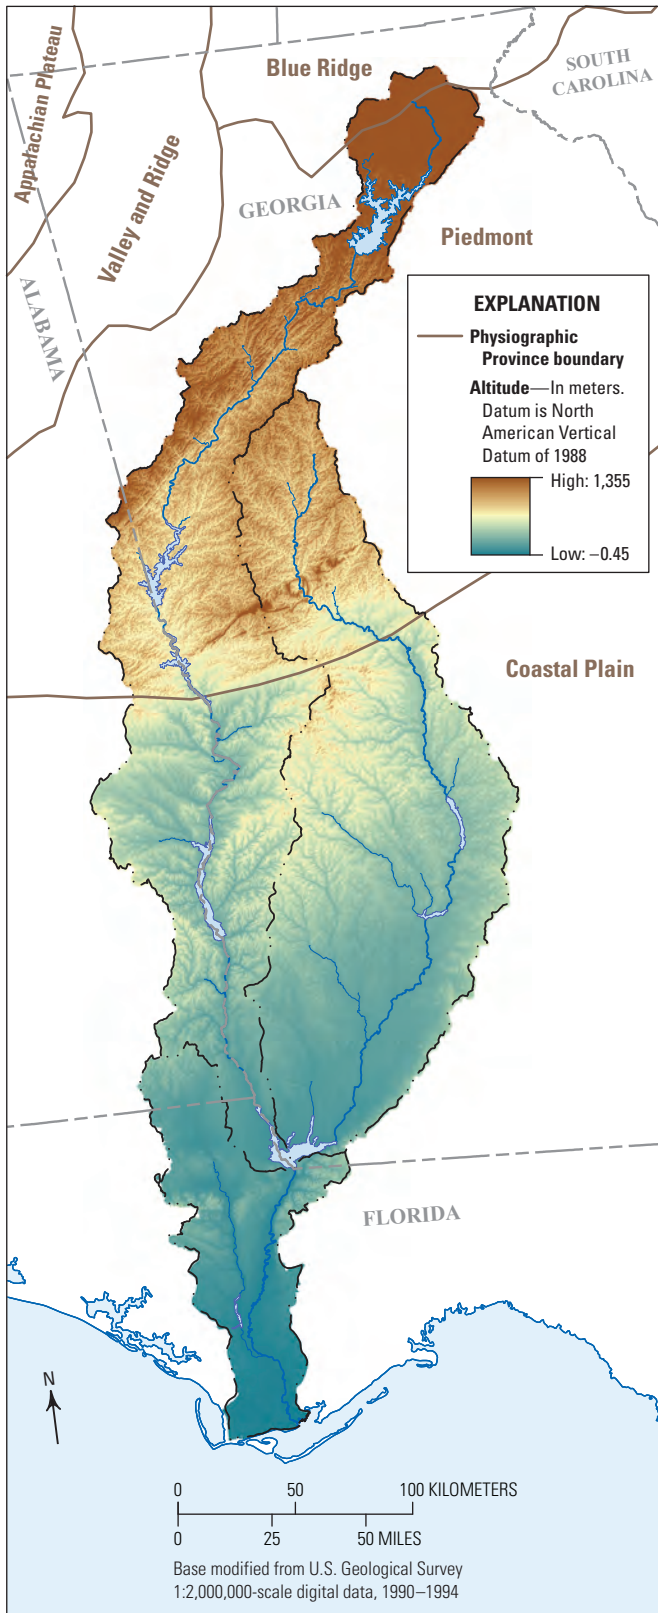 Blue Ridge
SOUTH
CAROLINA
Appalachian Plateau
Valley and Ridge
GEORGIA
Piedmont
ALABAMA
EXPLANATION
Physiographic
Province boundary
Altitude—In meters.
Datum is North
American Vertical
Datum of 1988
High: 1,355
Low: –0.45
Coastal Plain
FLORIDA
N
0 50 100 KILOMETERS
0 25 50 MILES
Base modified from U.S. Geological Survey
1:2,000,000-scale digital data, 1990–1994